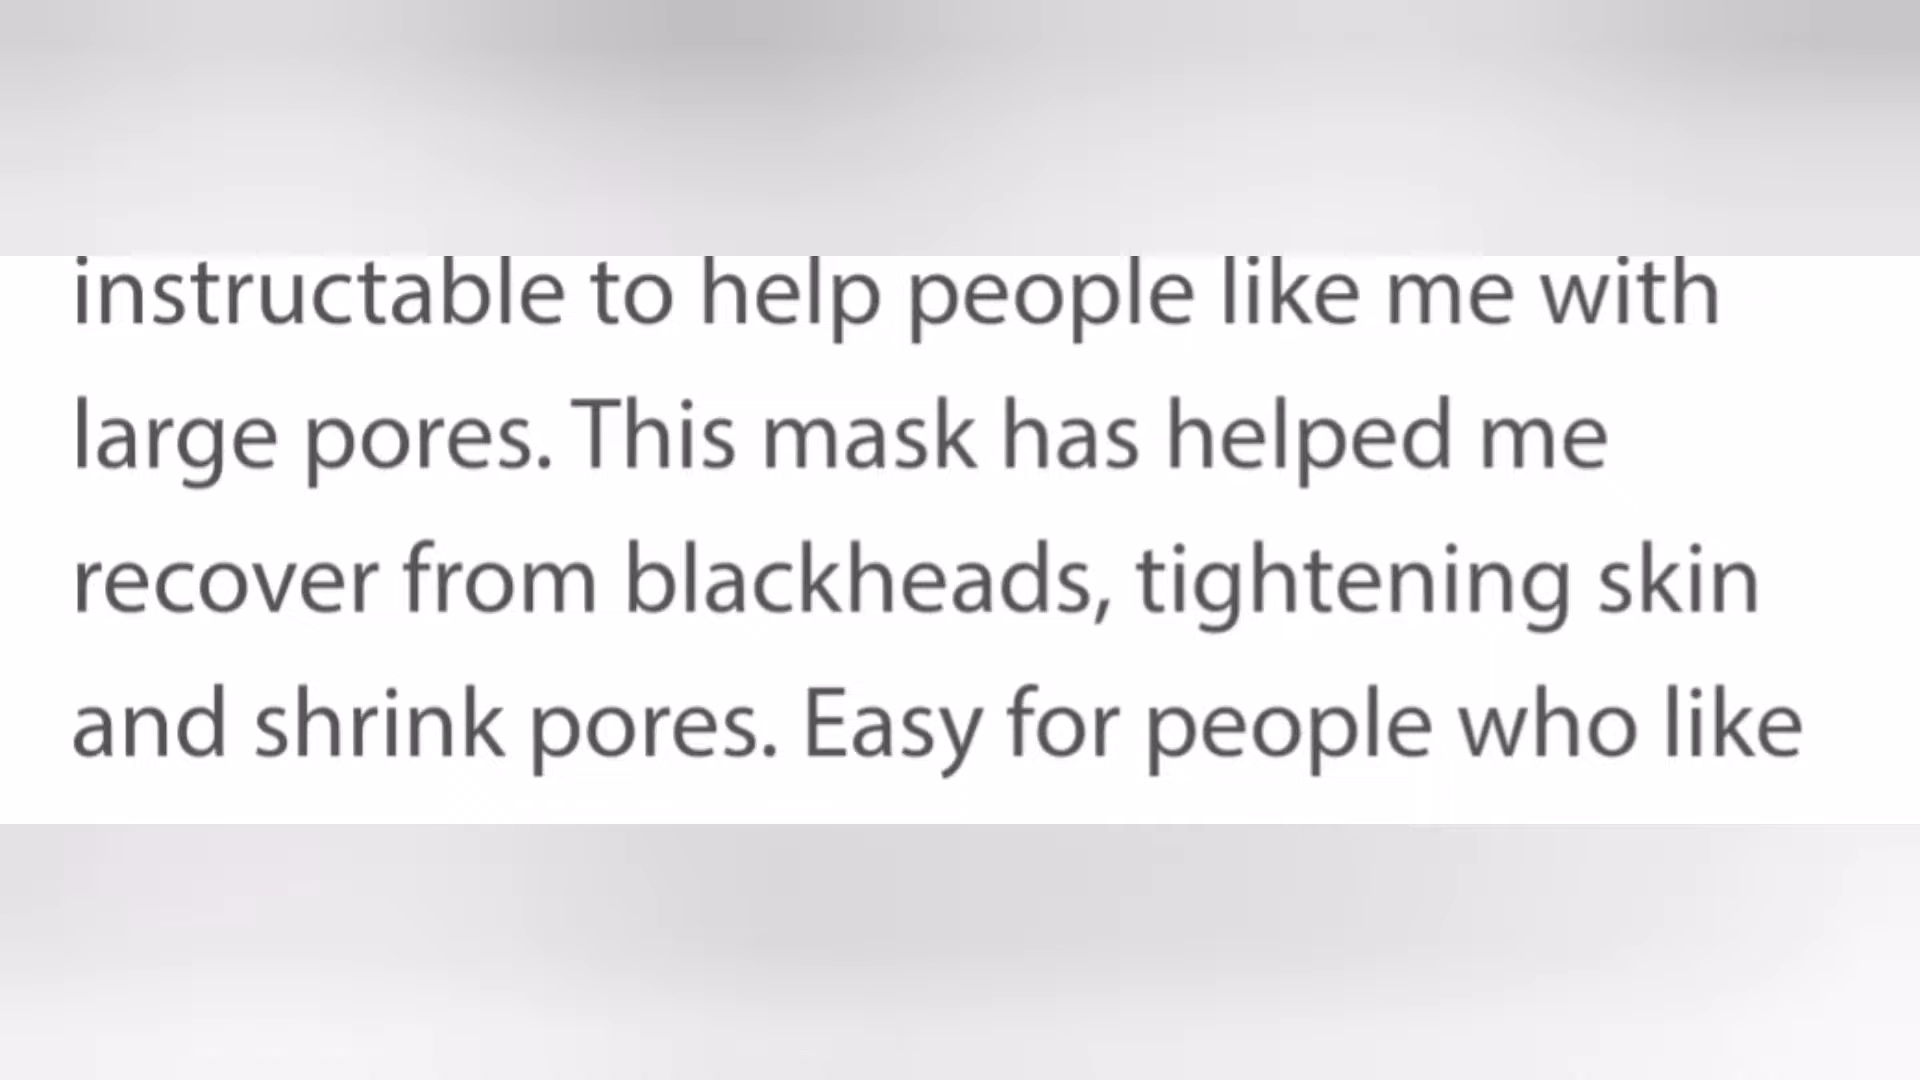 instructable to help people like me with
large pores. This mask has helped me
recover from blackheads, tightening skin
and shrink pores. Easy for people who like